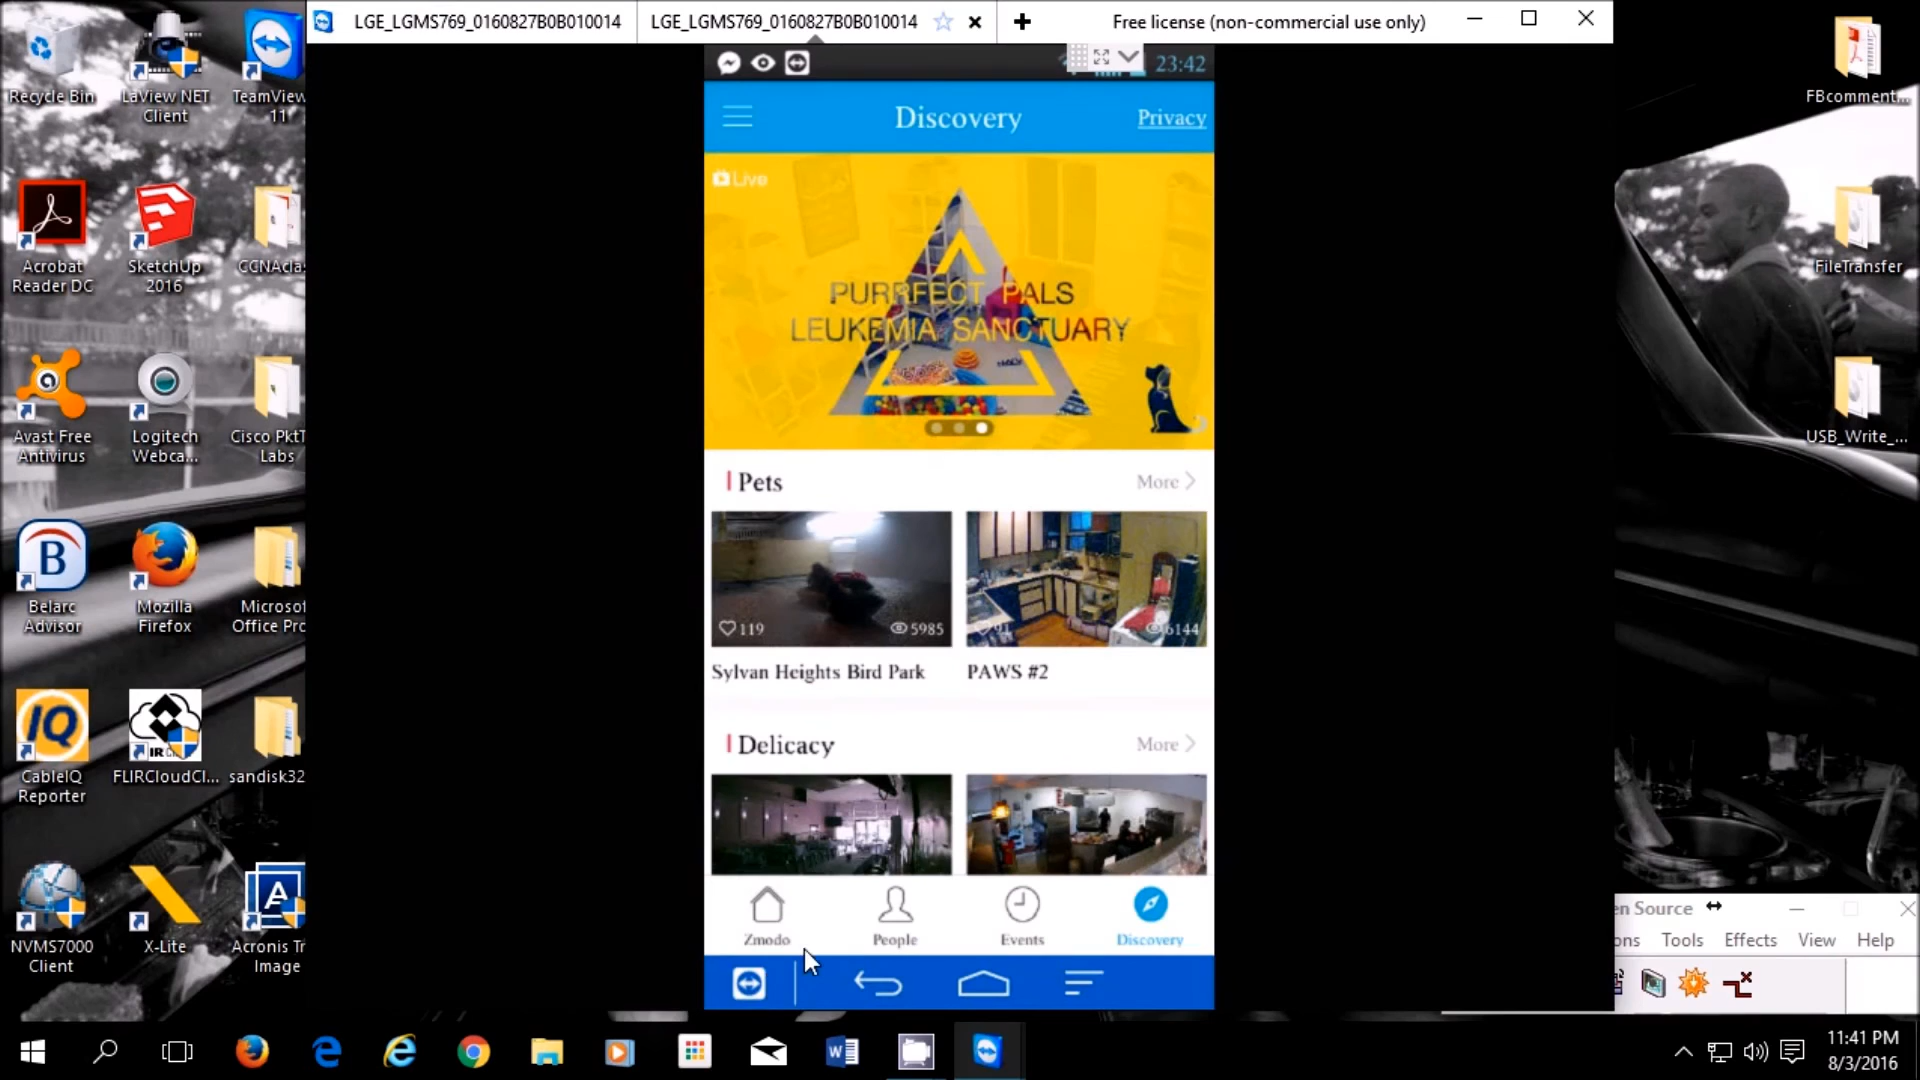 LGE_LGMS769_0160827B0B010014
LGE_LGMS769_0160827B0B010014
Free license (non-commercial use only)
23:42
Discovery
Privacy
Live
PURRFECT PALS
LEUKEMIA SANCTUARY
Pets
More
119
5985
91
6144
Sylvan Heights Bird Park
PAWS #2
Delicacy
More
Zmodo
People
Events
Discovery
Recycle Bin
LaView NET
Client
TeamView
11
Acrobat
Reader DC
SketchUp
2016
CCNAcla
Avast Free
Antivirus
Logitech
Webca...
Cisco PktT
Labs
Belarc
Advisor
Mozilla
Firefox
Microsof
Office Pro
CableIQ
Reporter
FLIRCloudCl...
sandisk32
NVMS7000
Client
X-Lite
Acronis Tr
Image
FBcomment...
FileTransfer
USB_Write_...
en Source
ons
Tools
Effects
View
Help
11:41 PM
8/3/2016